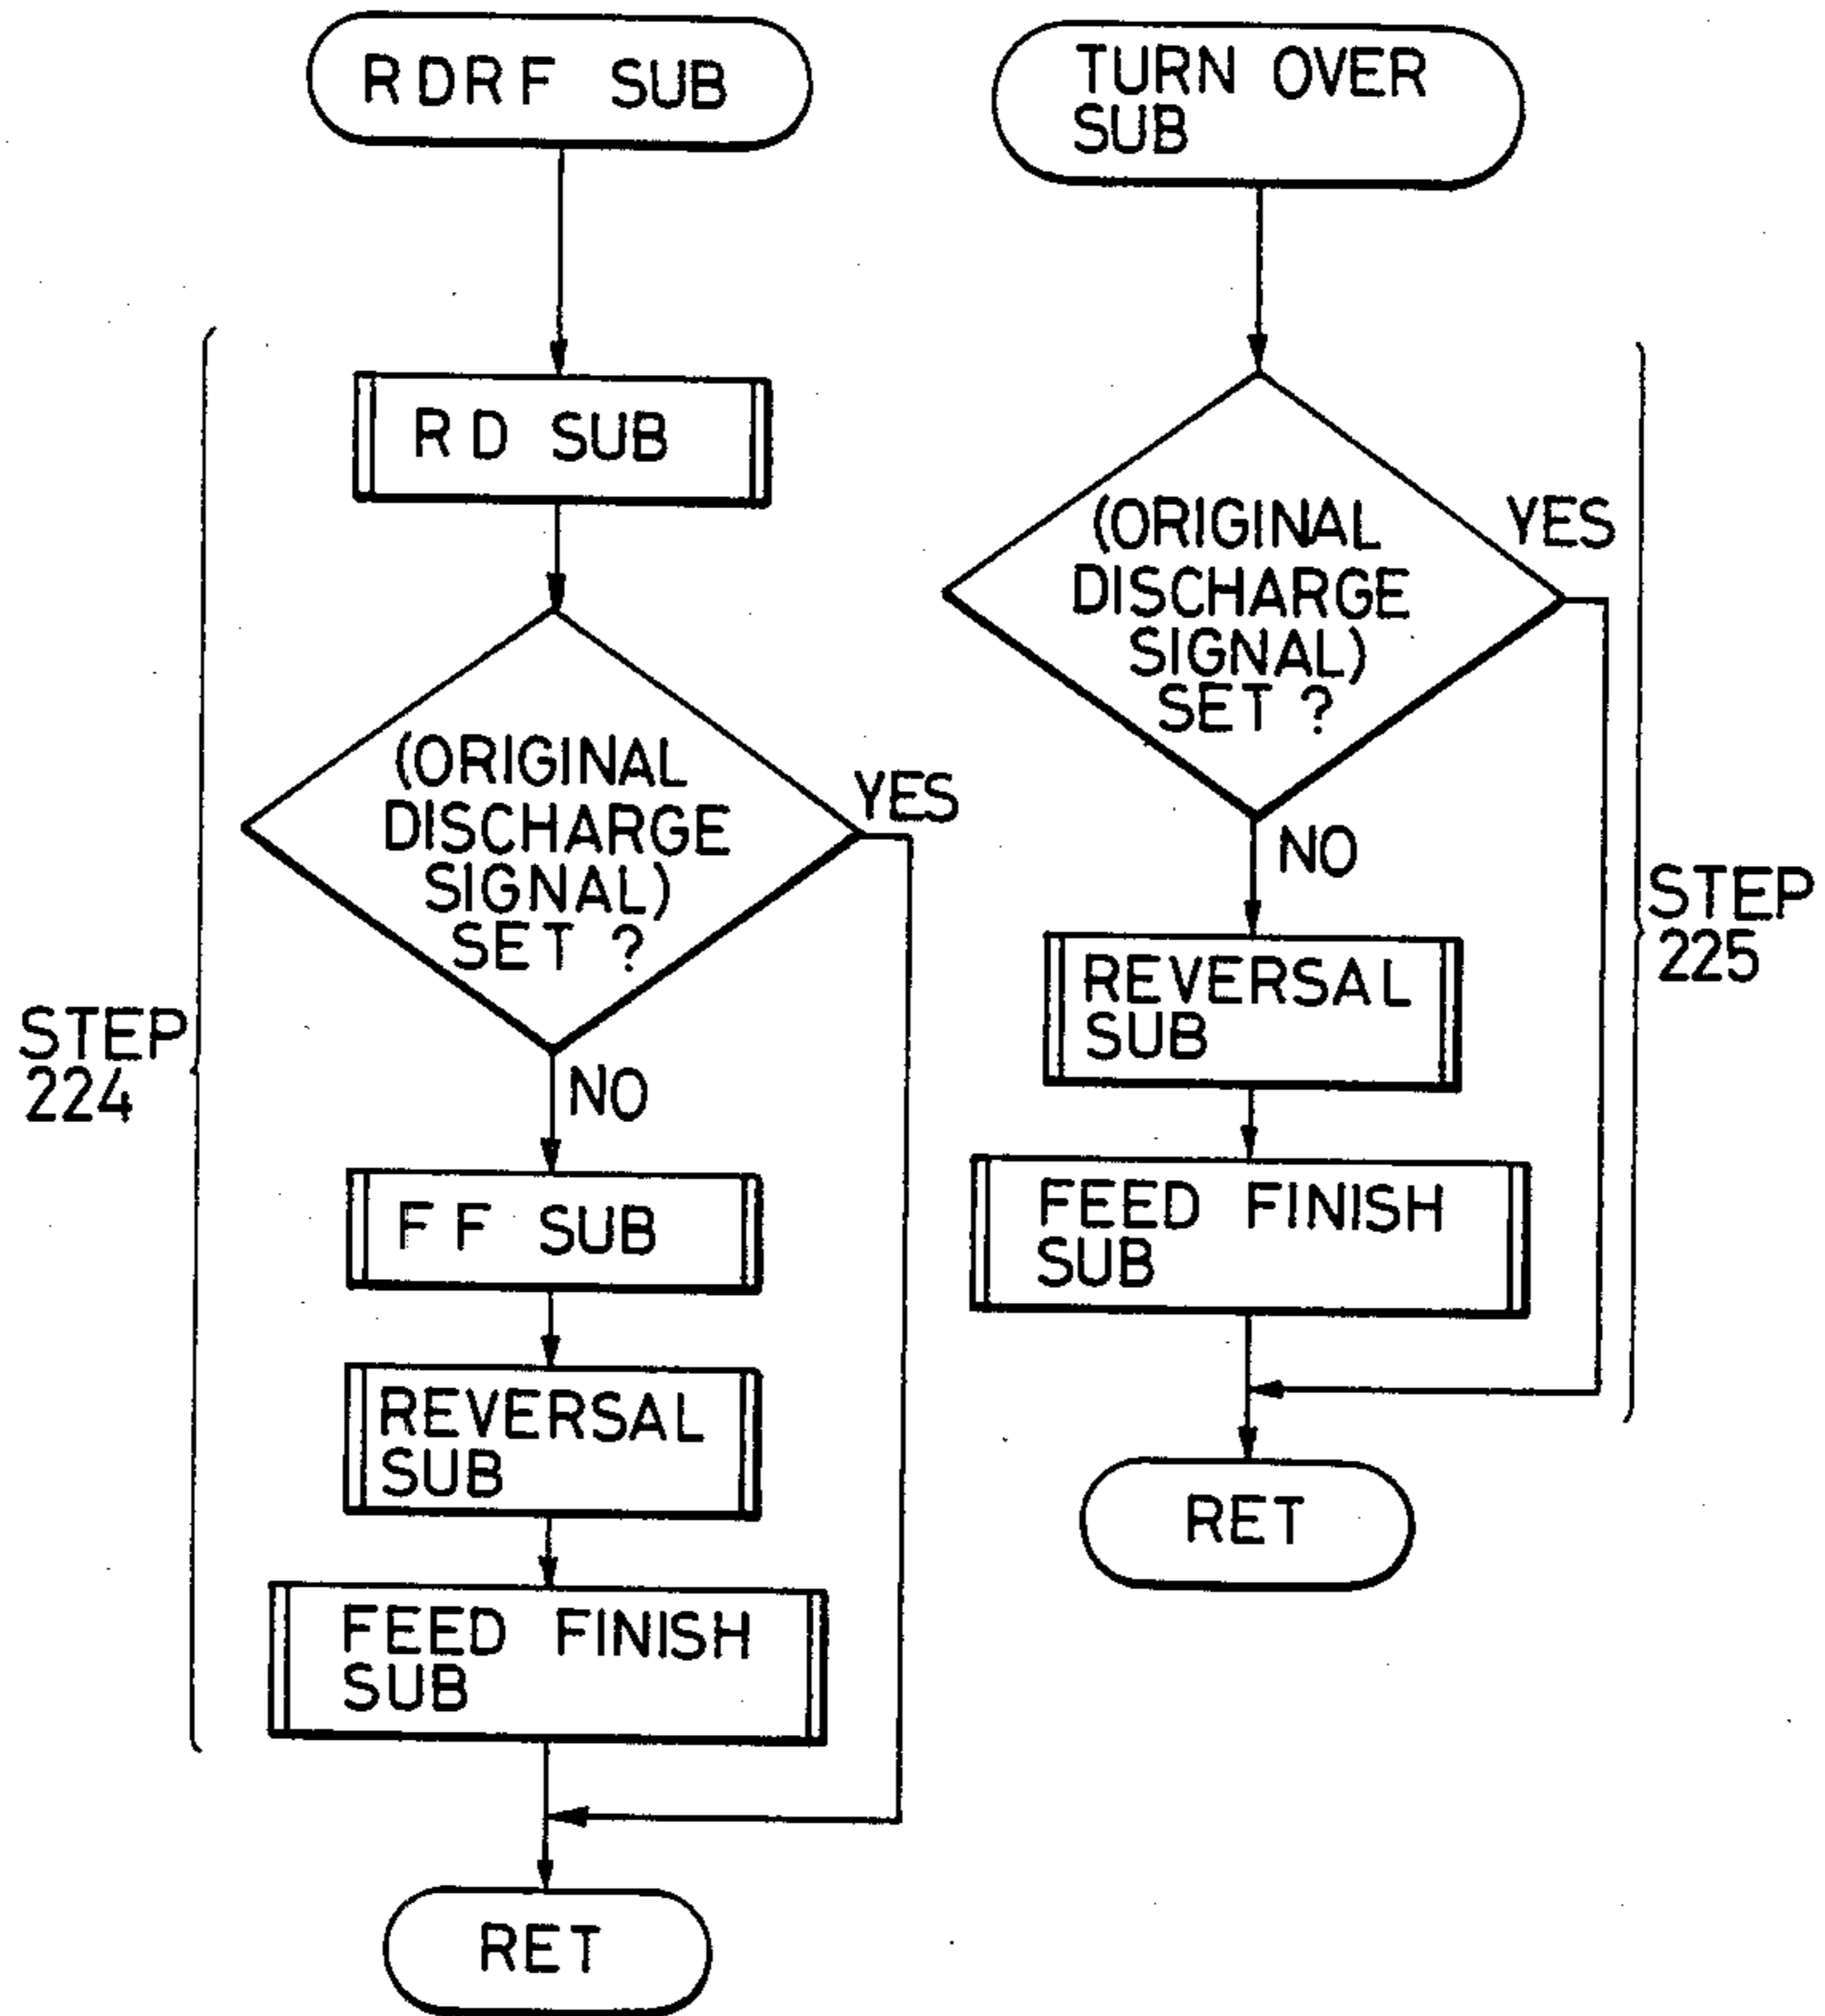 RDRF SUB
RD SUB
(ORIGINAL
DISCHARGE
SIGNAL)
SET ?
YES
NO
STEP
224
FF SUB
REVERSAL
SUB
FEED FINISH
SUB
RET
TURN OVER
SUB
(ORIGINAL
DISCHARGE
SIGNAL)
SET ?
YES
NO
STEP
225
REVERSAL
SUB
FEED FINISH
SUB
RET